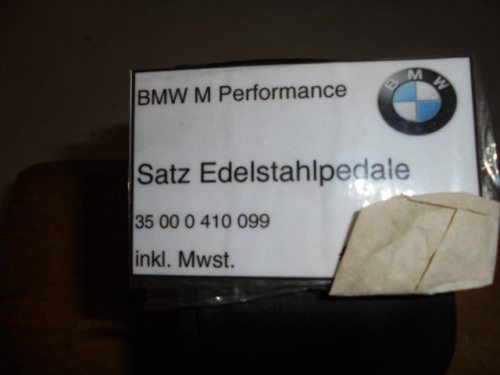 BMW M Performance
BMW
Satz Edelstahlpedale
35 00 0 410 099
inkl. Mwst.